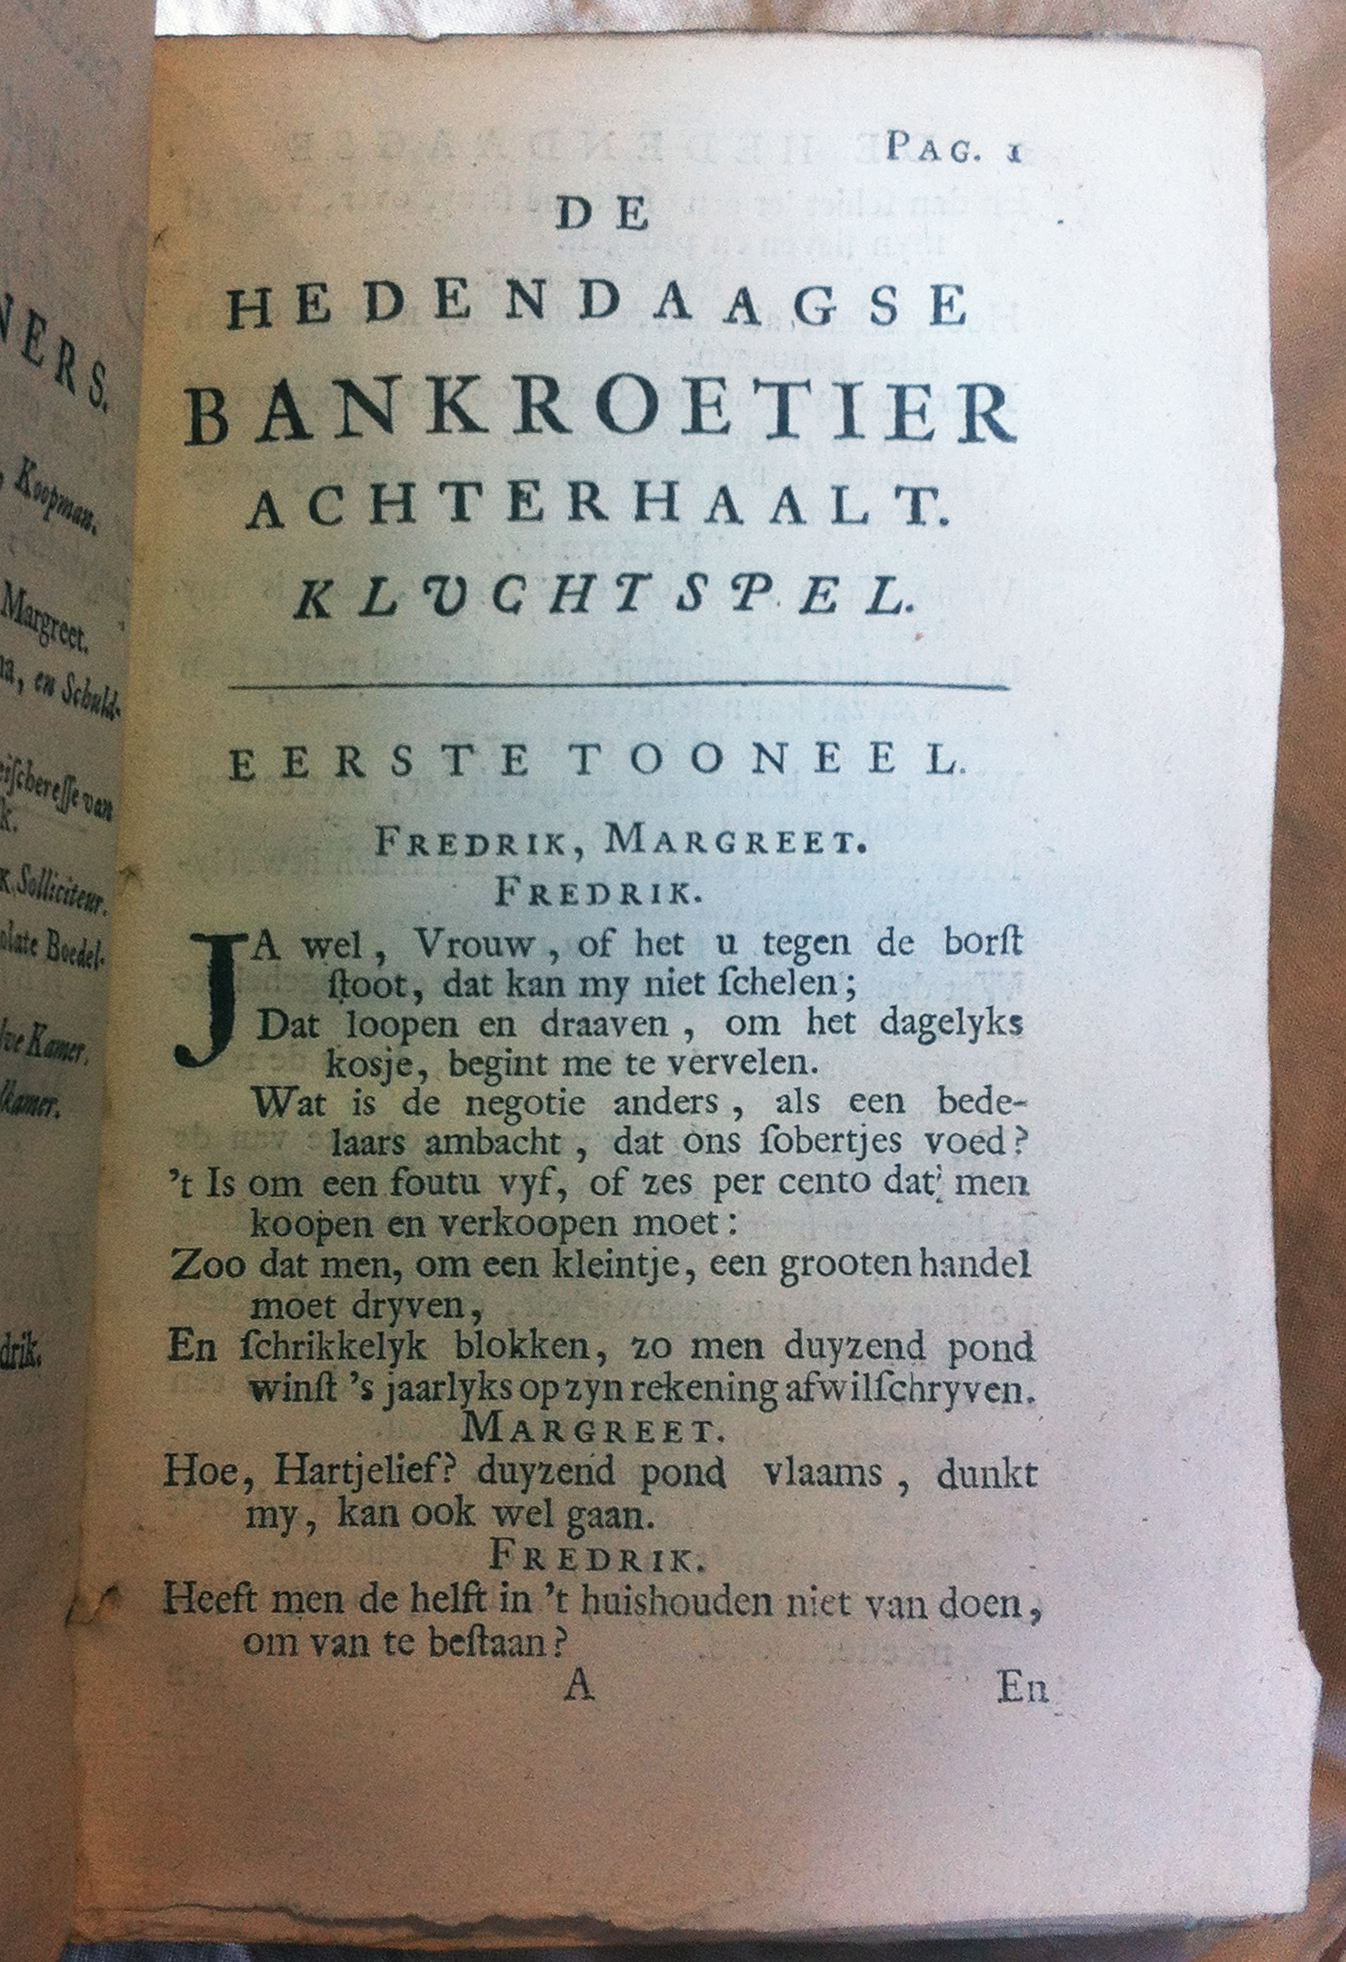 NERS.
Koopman.
Margreet.
en Schuld-
van
Solliciteur.
Boedel-
Kamer.
PAG. 1
DE
HEDENDAAGSE
BANKROETIER
ACHTERHAALT.
KLUCHTSPEL.
EERSTE TOONEEL.
FREDRIK, MARGREET.
FREDRIK.
JA wel, Vrouw, of het u tegen de borſt
ſtoot, dat kan my niet ſchelen;
Dat loopen en draaven, om het dagelyks
kosje, begint me te vervelen.
Wat is de negotie anders, als een bede-
laars ambacht, dat ons ſobertjes voed?
't Is om een foutu vyf, of zes per cento dat men
koopen en verkoopen moet:
Zoo dat men, om een kleintje, een grooten handel
moet dryven,
En ſchrikkelyk blokken, zo men duyzend pond
winſt 's jaarlyks op zyn rekening af wil ſchryven.
MARGREET.
Hoe, Hartjelief? duyzend pond vlaams, dunkt
my, kan ook wel gaan.
FREDRIK.
Heeft men de helft in 't huishouden niet van doen,
om van te beſtaan?
A En